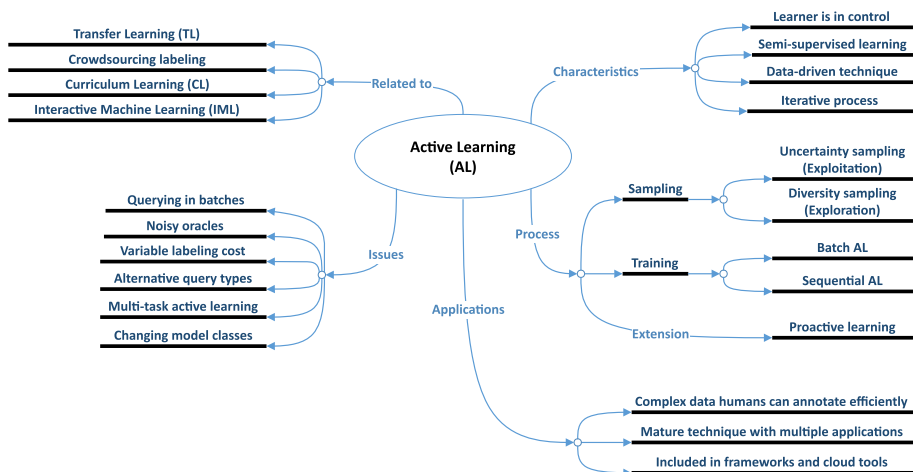 Active Learning
(AL)
Related to
Transfer Learning (TL)
Crowdsourcing labeling
Curriculum Learning (CL)
Interactive Machine Learning (IML)
Characteristics
Learner is in control
Semi-supervised learning
Data-driven technique
Iterative process
Issues
Querying in batches
Noisy oracles
Variable labeling cost
Alternative query types
Multi-task active learning
Changing model classes
Process
Sampling
Uncertainty sampling
(Exploitation)
Diversity sampling
(Exploration)
Training
Batch AL
Sequential AL
Extension
Proactive learning
Applications
Complex data humans can annotate efficiently
Mature technique with multiple applications
Included in frameworks and cloud tools